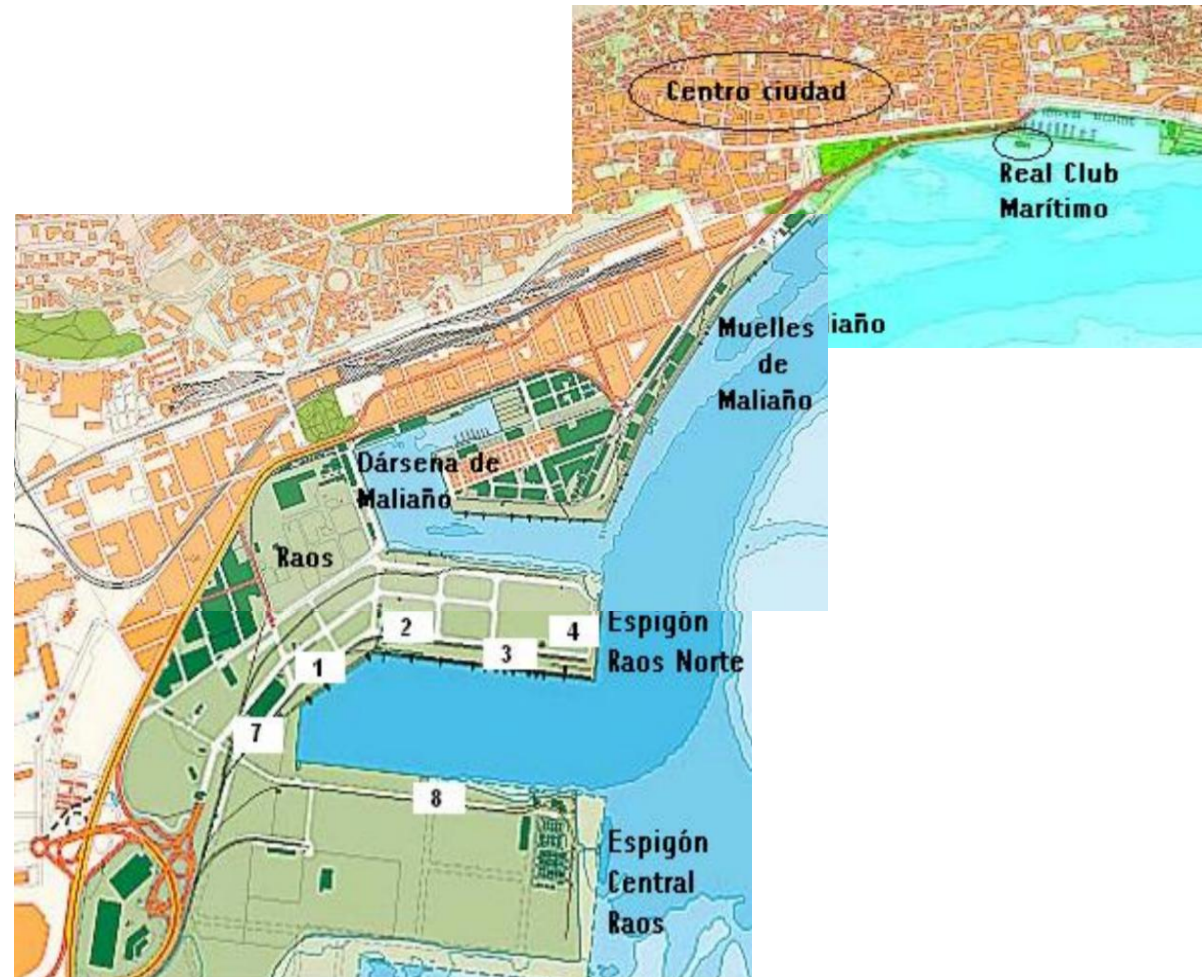 Centro ciudad
Real Club
Marítimo
Muelles
de
Maliaño
iaño
Dársena de
Maliaño
Raos
Espigón
Raos Norte
1
2
3
4
7
8
Espigón
Central
Raos